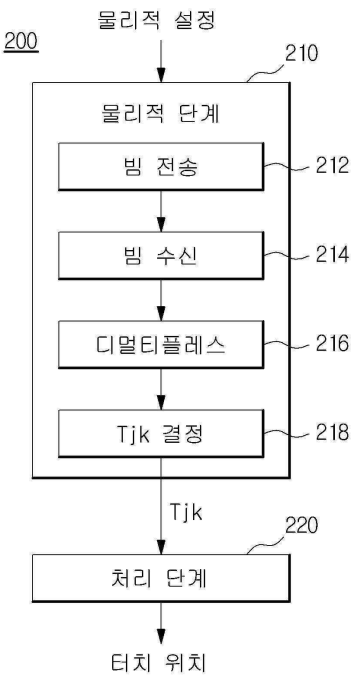 물리적 설정
200
210
물리적 단계
빔 전송
212
빔 수신
214
디멀티플레스
216
Tjk 결정
218
Tjk
220
처리 단계
터치 위치